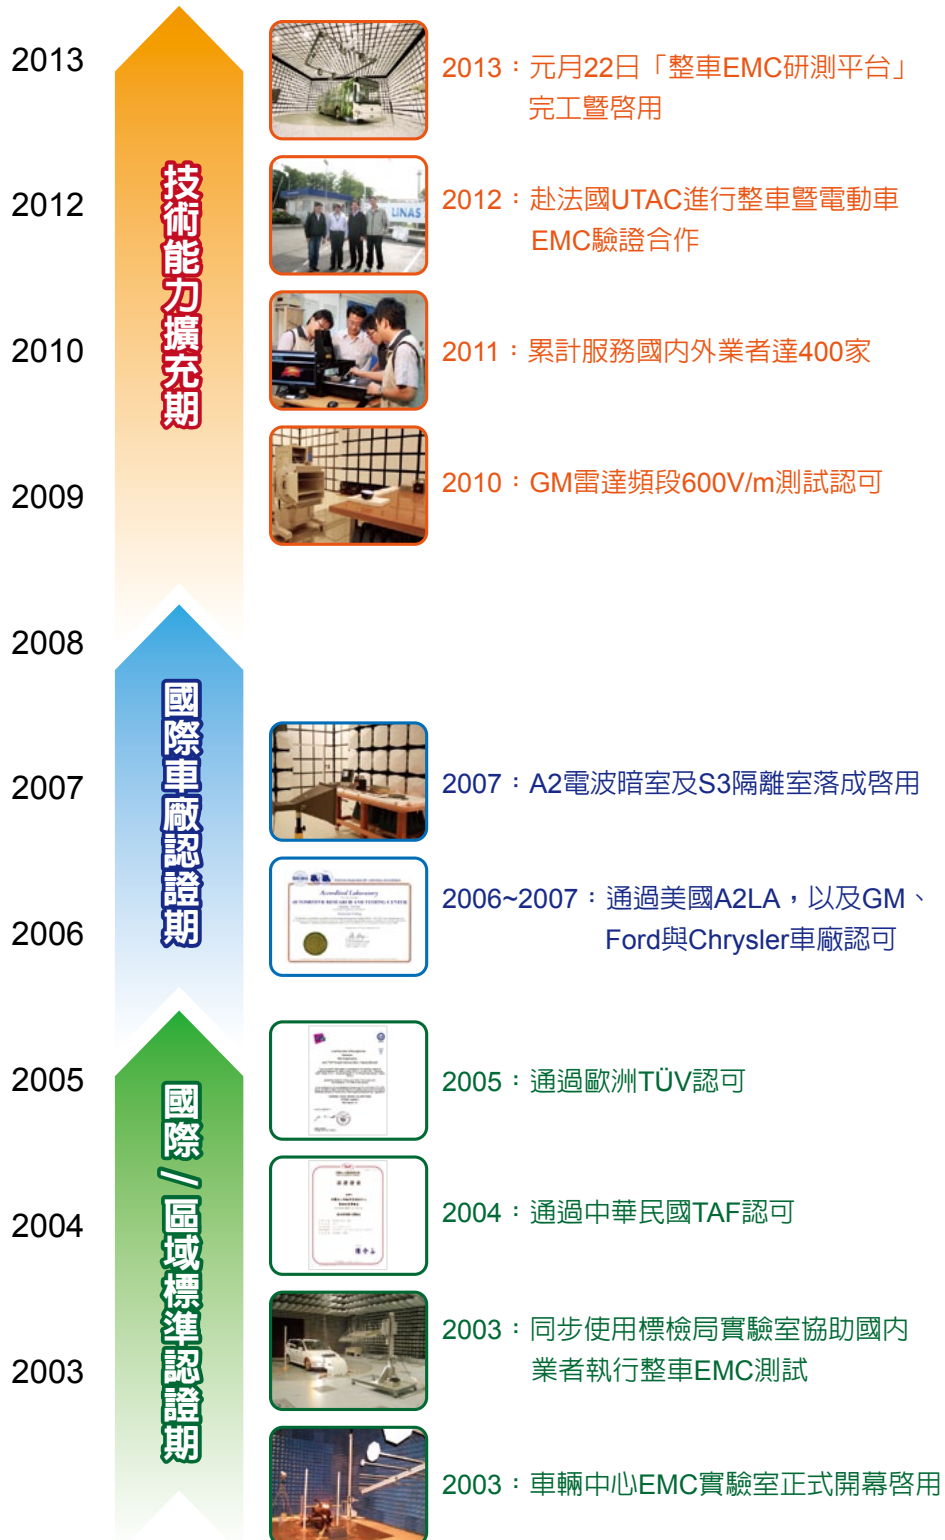 2013
2012
2010
2009
2008
2007
2006
2005
2004
2003
技術能力擴充期
國際車廠認證期
國際/區域標準認證期
2013：元月22日「整車EMC研測平台」
完工暨啓用
LINAS
2012：赴法國UTAC進行整車暨電動車
EMC驗證合作
2011：累計服務國內外業者達400家
2010：GM雷達頻段600V/m測試認可
2007：A2電波暗室及S3隔離室落成啓用
Accredited Laboratory
AUTOMOTIVE RESEARCH AND TESTING CENTER
2006~2007：通過美國A2LA，以及GM、
Ford與Chrysler車廠認可
2005：通過歐洲TÜV認可
2004：通過中華民國TAF認可
2003：同步使用標檢局實驗室協助國內
業者執行整車EMC測試
2003：車輛中心EMC實驗室正式開幕啓用